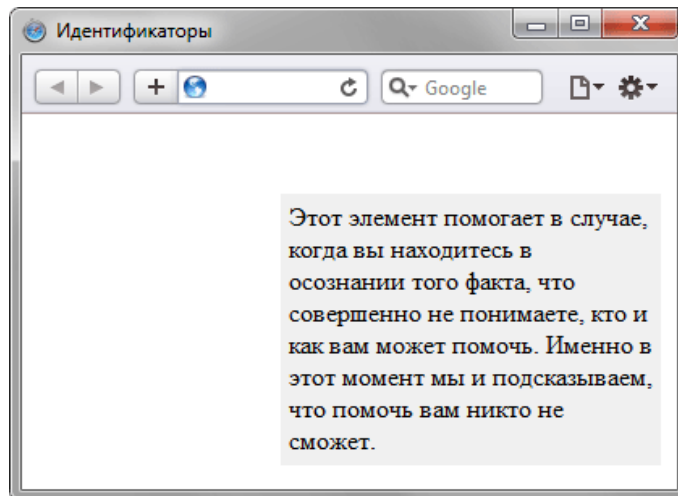 Идентификаторы
Google
Этот элемент помогает в случае,
когда вы находитесь в
осознании того факта, что
совершенно не понимаете, кто и
как вам может помочь. Именно в
этот момент мы и подсказываем,
что помочь вам никто не
сможет.